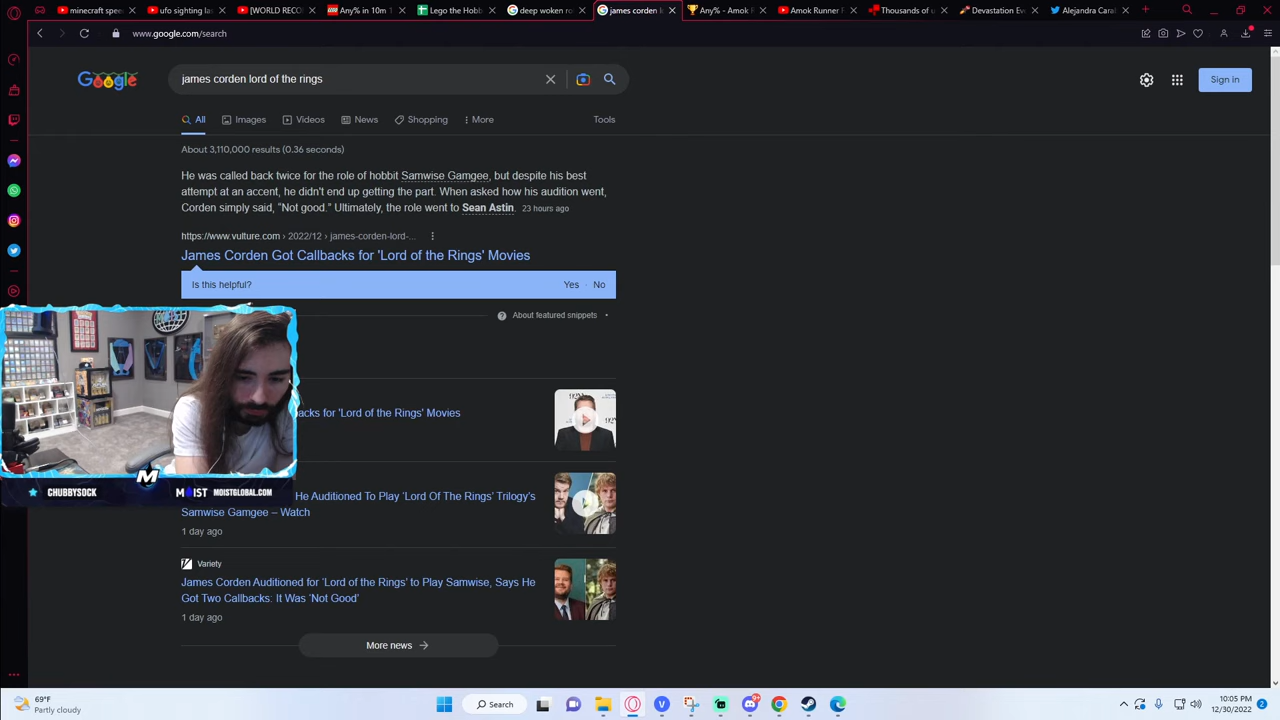 minecraft spee
ufo sighting las
[WORLD RECO
Any% in 10m 1
Lego the Hobb
deep woken ro
james corden l
Any% - Amok R
Amok Runner R
Thousands of u
Devastation En
Alejandra Carab
www.google.com/search
Google
james corden lord of the rings
Sign in
All
Images
Videos
News
Shopping
More
Tools
About 3,110,000 results (0.36 seconds)
He was called back twice for the role of hobbit Samwise Gamgee, but despite his best
attempt at an accent, he didn't end up getting the part. When asked how his audition went,
Corden simply said, “Not good.” Ultimately, the role went to Sean Astin. 23 hours ago
https://www.vulture.com › 2022/12 › james-corden-lord-...
James Corden Got Callbacks for 'Lord of the Rings' Movies
Is this helpful?
Yes · No
About featured snippets
acks for 'Lord of the Rings' Movies
He Auditioned To Play ‘Lord Of The Rings’ Trilogy’s
Samwise Gamgee – Watch
1 day ago
Variety
James Corden Auditioned for ‘Lord of the Rings’ to Play Samwise, Says He
Got Two Callbacks: It Was ‘Not Good’
1 day ago
More news
M
CHUBBYSOCK
MOIST
MOISTGLOBAL.COM
69°F
Partly cloudy
Search
10:05 PM
12/30/2022